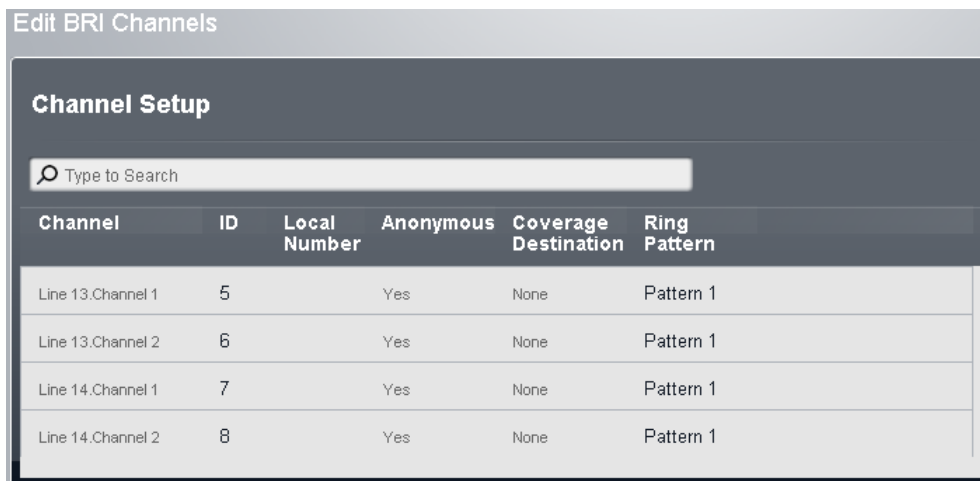 Edit BRI Channels
Channel Setup
Type to Search
Channel ID Local Number Anonymous Coverage Destination Ring Pattern
Line 13.Channel 1 5 Yes None Pattern 1
Line 13.Channel 2 6 Yes None Pattern 1
Line 14.Channel 1 7 Yes None Pattern 1
Line 14.Channel 2 8 Yes None Pattern 1